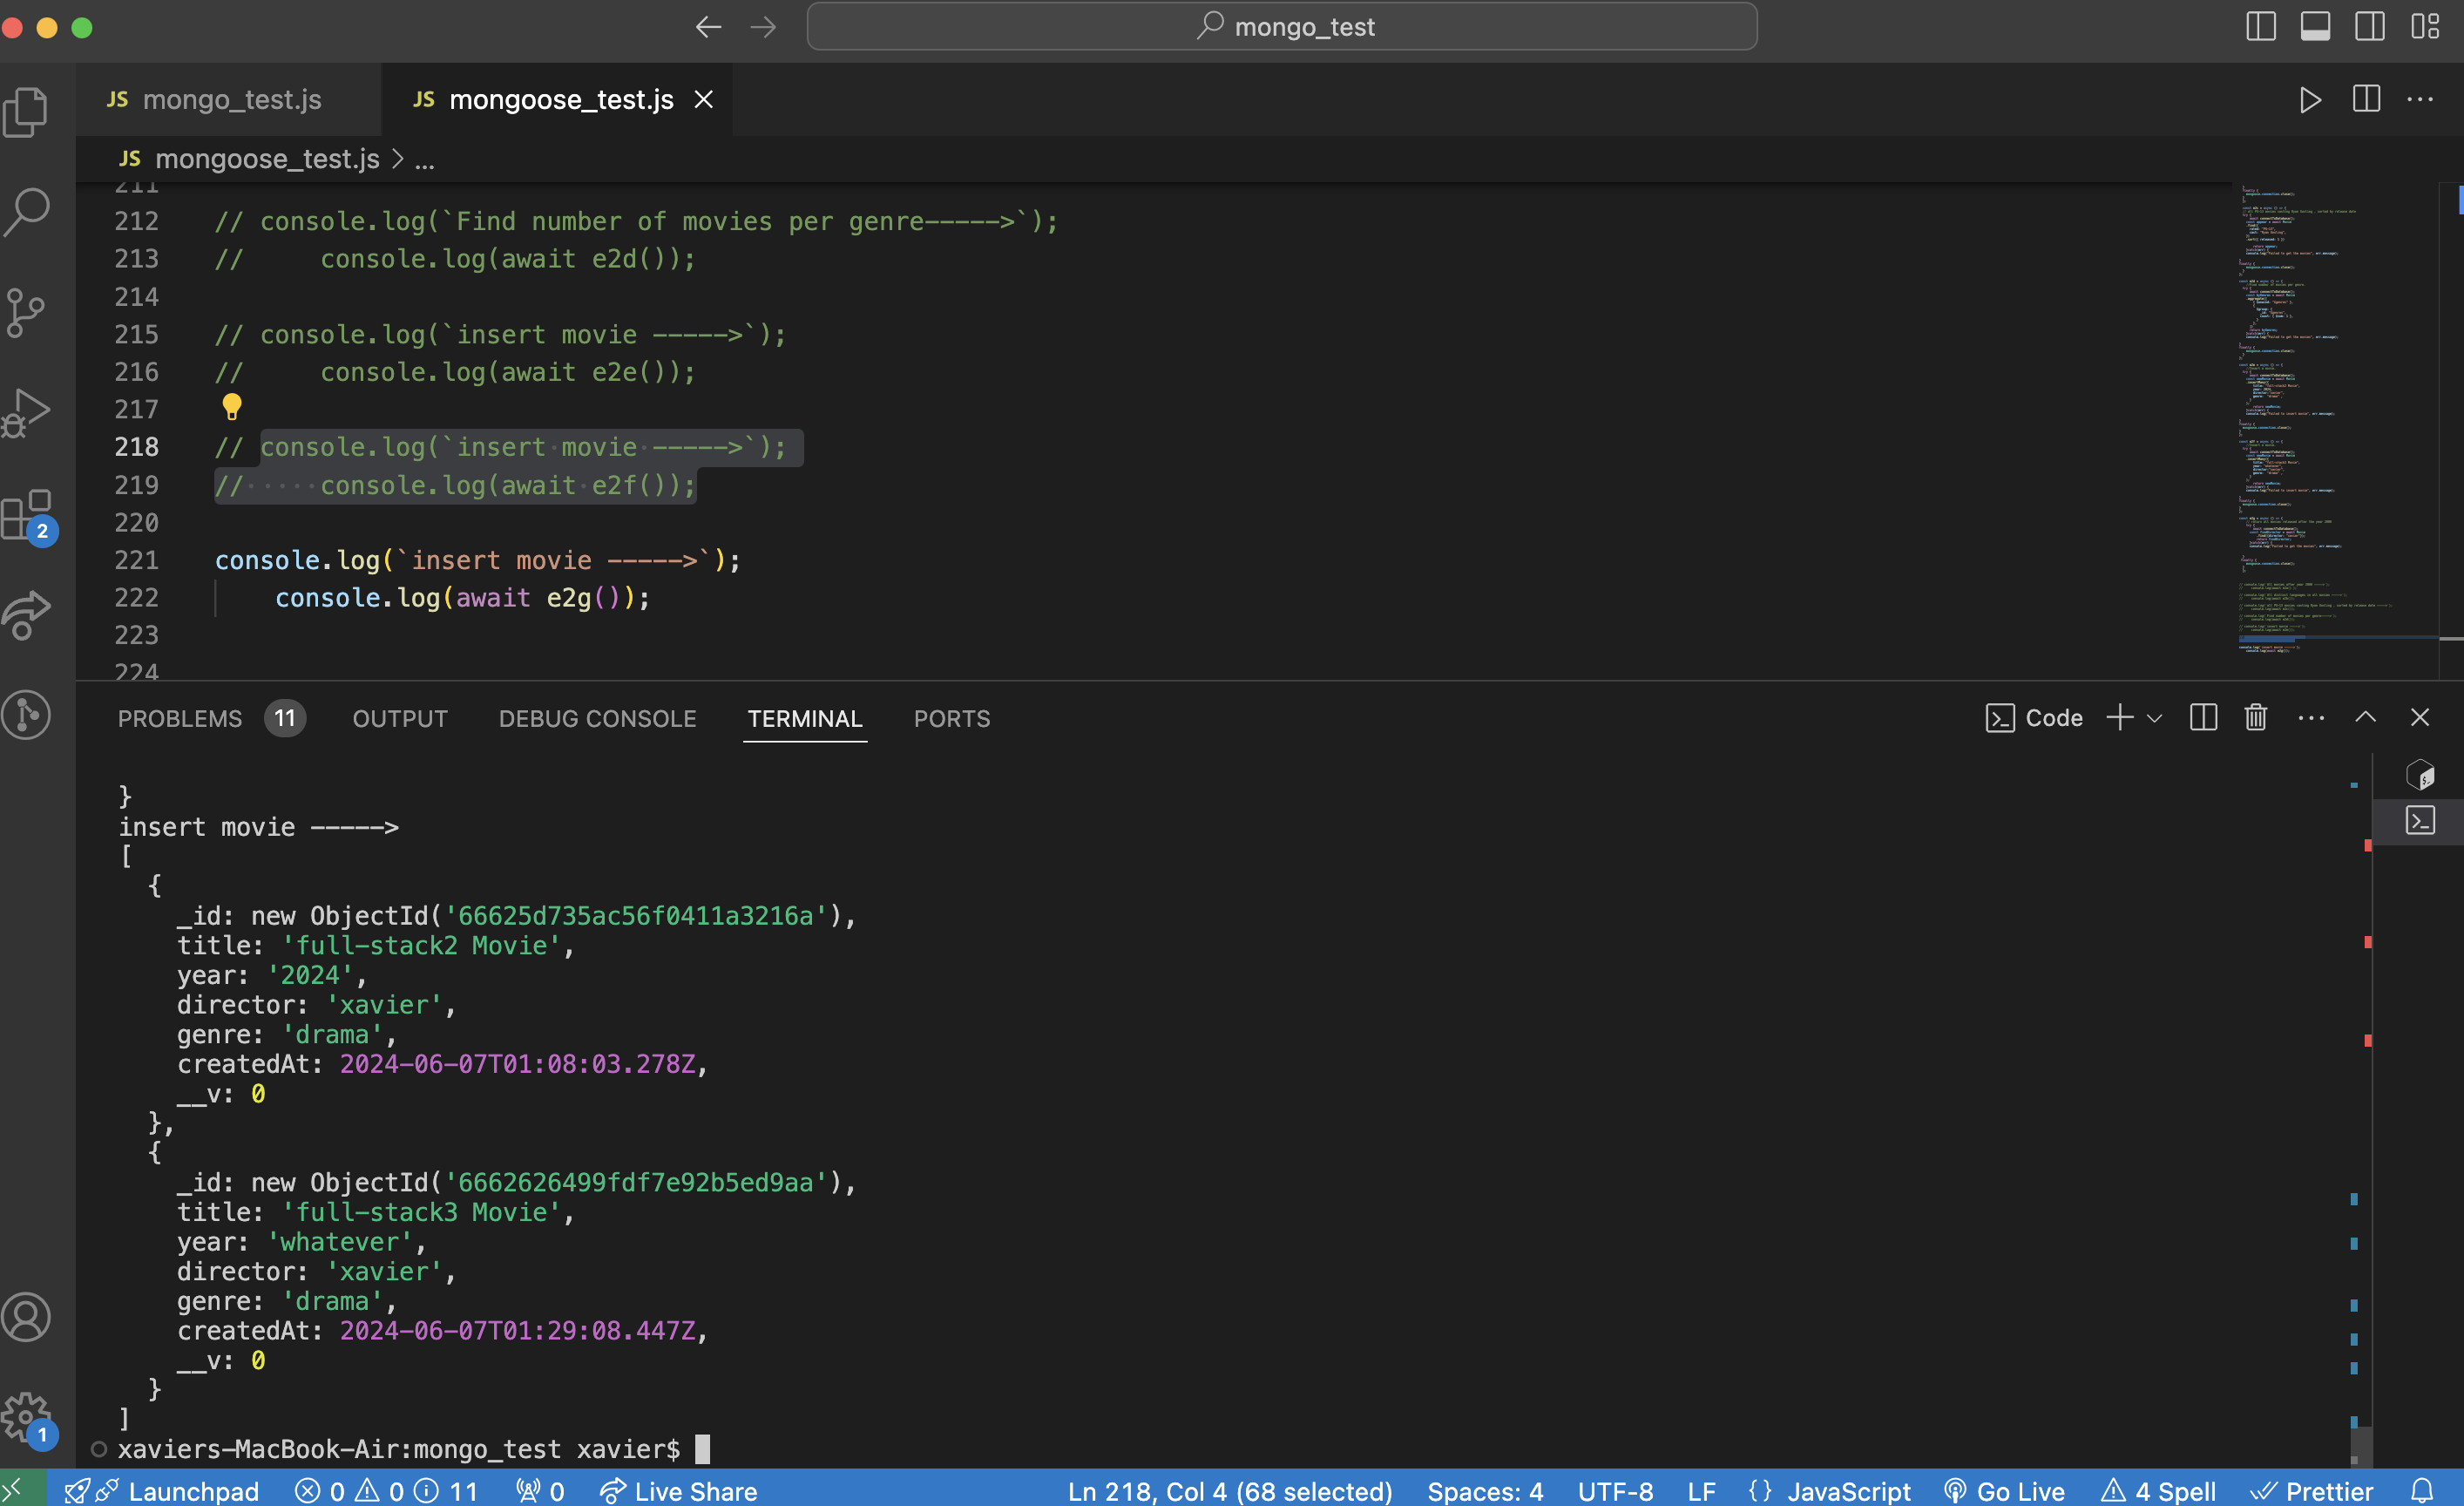 mongo_test
JS mongo_test.js
JS mongoose_test.js
JS mongoose_test.js > ...
211
212 // console.log(`Find number of movies per genre----->`);
213 //     console.log(await e2d());
214
215 // console.log(`insert movie ----->`);
216 //     console.log(await e2e());
217
218 // console.log(`insert movie ----->`);
219 //     console.log(await e2f());
220
221 console.log(`insert movie ----->`);
222     console.log(await e2g());
223
224
2
PROBLEMS 11 OUTPUT DEBUG CONSOLE TERMINAL PORTS
Code
}
insert movie ----->
[
  {
    _id: new ObjectId('66625d735ac56f0411a3216a'),
    title: 'full-stack2 Movie',
    year: '2024',
    director: 'xavier',
    genre: 'drama',
    createdAt: 2024-06-07T01:08:03.278Z,
    __v: 0
  },
  {
    _id: new ObjectId('6662626499fdf7e92b5ed9aa'),
    title: 'full-stack3 Movie',
    year: 'whatever',
    director: 'xavier',
    genre: 'drama',
    createdAt: 2024-06-07T01:29:08.447Z,
    __v: 0
  }
]
xaviers-MacBook-Air:mongo_test xavier$
1
Launchpad 0 0 11 0 Live Share Ln 218, Col 4 (68 selected) Spaces: 4 UTF-8 LF {} JavaScript Go Live 4 Spell Prettier